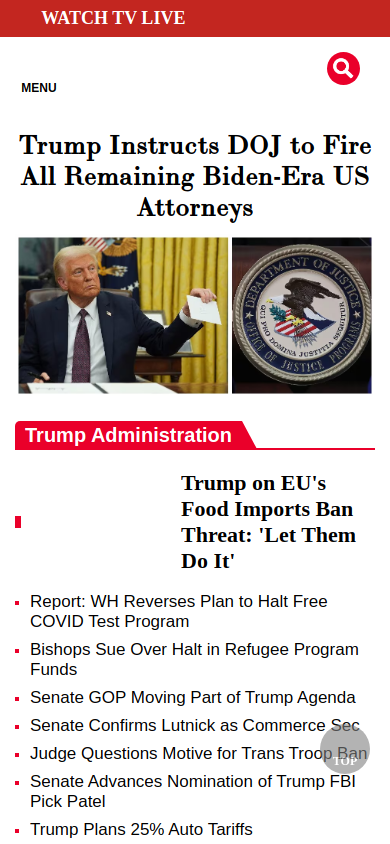 WATCH TV LIVE
MENU
Trump Instructs DOJ to Fire
All Remaining Biden-Era US
Attorneys
DEPARTMENT OF JUSTICE
QUI PRO DOMINA JUSTITIA SEQUITUR
OFFICE OF JUSTICE PROGRAMS
Trump Administration
Trump on EU's
Food Imports Ban
Threat: 'Let Them
Do It'
Report: WH Reverses Plan to Halt Free
COVID Test Program
Bishops Sue Over Halt in Refugee Program
Funds
Senate GOP Moving Part of Trump Agenda
Senate Confirms Lutnick as Commerce Sec
Judge Questions Motive for Trans Troop Ban
TOP
Senate Advances Nomination of Trump FBI
Pick Patel
Trump Plans 25% Auto Tariffs